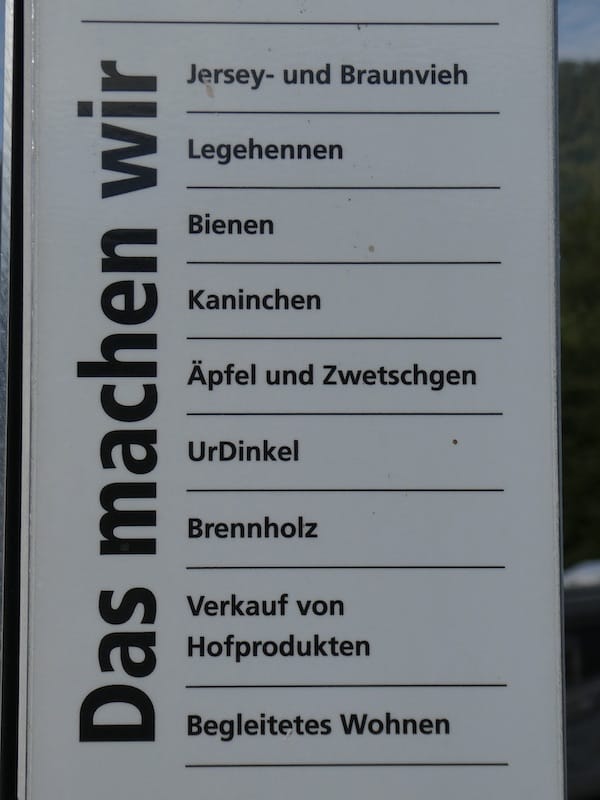 Das machen wir
Jersey- und Braunvieh
Legehennen
Bienen
Kaninchen
Äpfel und Zwetschgen
UrDinkel
Brennholz
Verkauf von
Hofprodukten
Begleitetes Wohnen